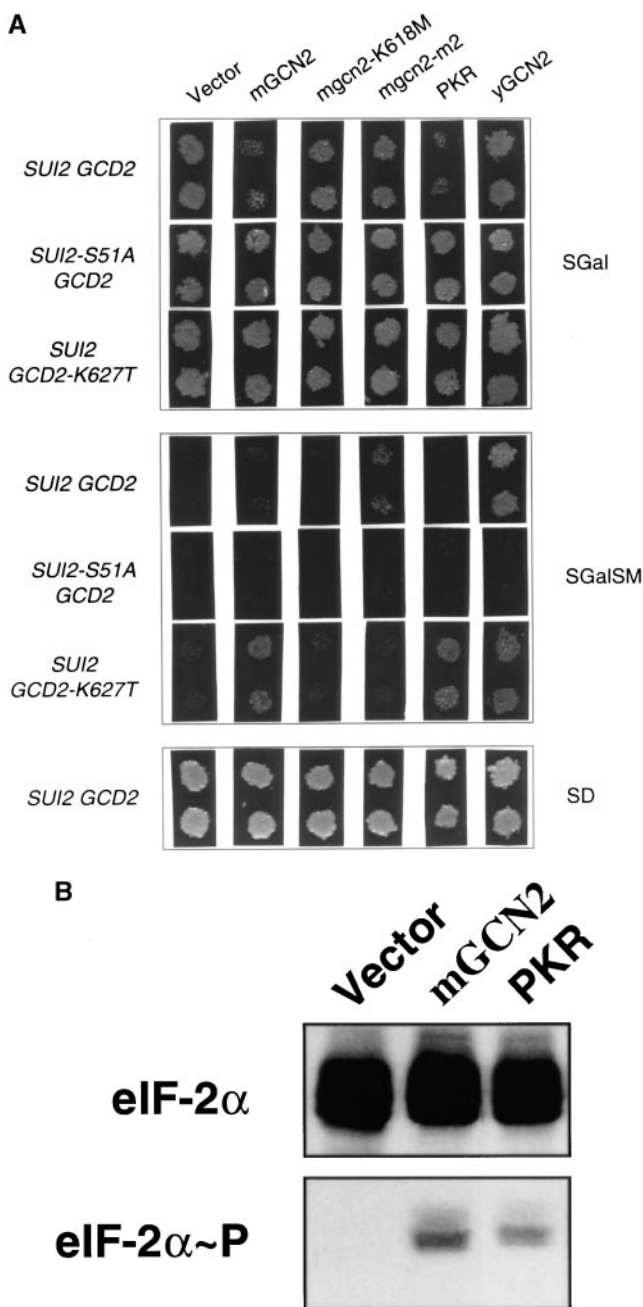 A
Vector mGCN2 mgcn2-K618M mgcn2-m2 PKR yGCN2
SUI2 GCD2
SUI2-S51A
GCD2
SGal
SUI2
GCD2-K627T
SUI2 GCD2
SUI2-S51A
GCD2
SGalSM
SUI2
GCD2-K627T
SUI2 GCD2
SD
B
Vector mGCN2 PKR
eIF-2α
eIF-2α~P